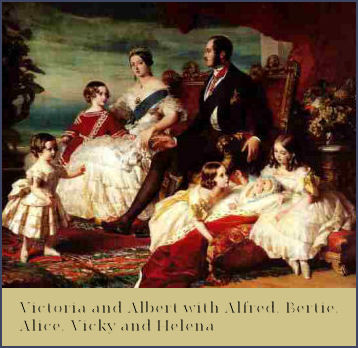 Victoria and Albert with Alfred, Bertie,
Alice, Vicky and Helena